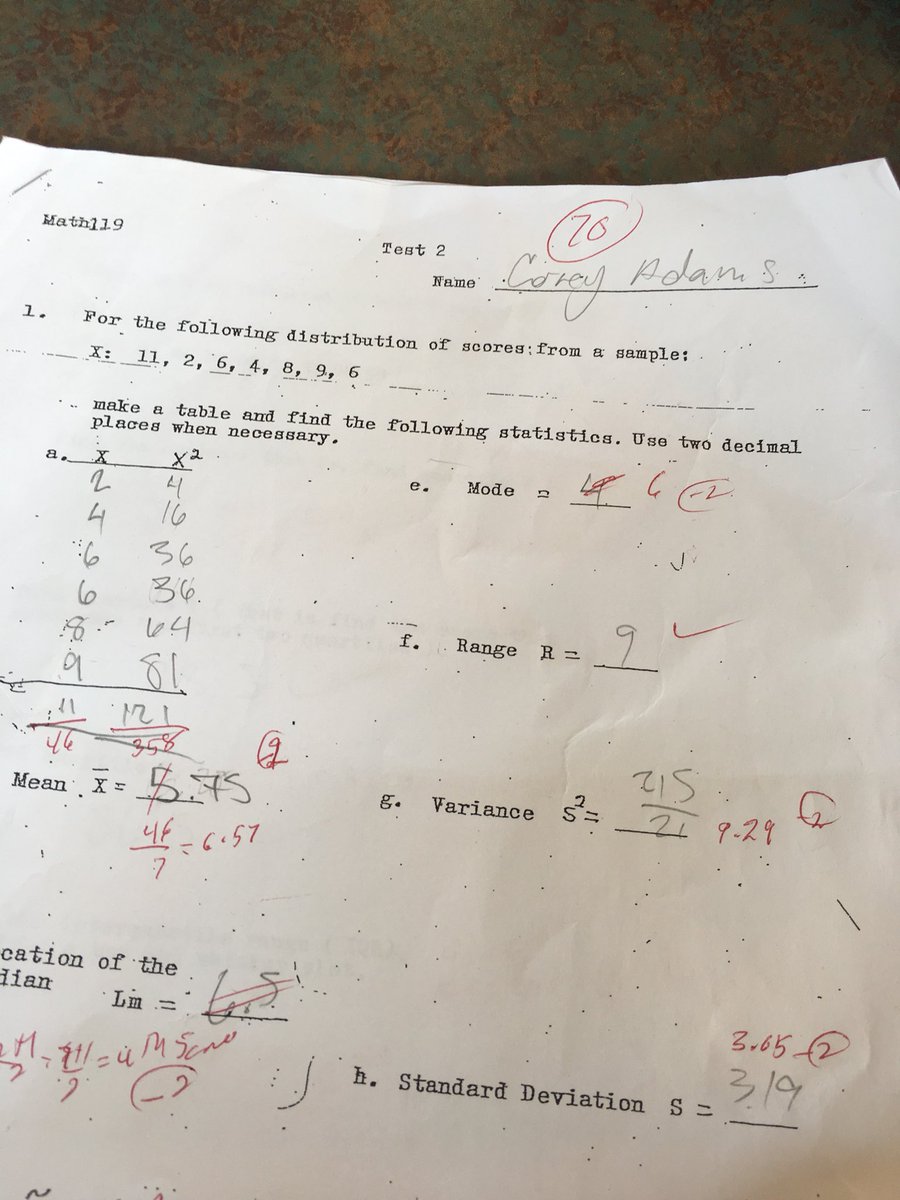 Math119
Test 2
70
Name Corey Adams
1. For the following distribution of scores from a sample:
X: 11, 2, 6, 4, 8, 9, 6
make a table and find the following statistics. Use two decimal
places when necessary.
a. X X²
2 4
4 16
6 36
6 36
8 64
9 81
11 121
46 358
e. Mode = 6 -2
f. Range R = 9 ✓
Mean X̄ = 5.75
46/7 = 6.57
g. Variance S² = 215/21 9.29 -2
cation of the
dian Lm = 6.5
-2
3.05 -2
h. Standard Deviation S = 3.19